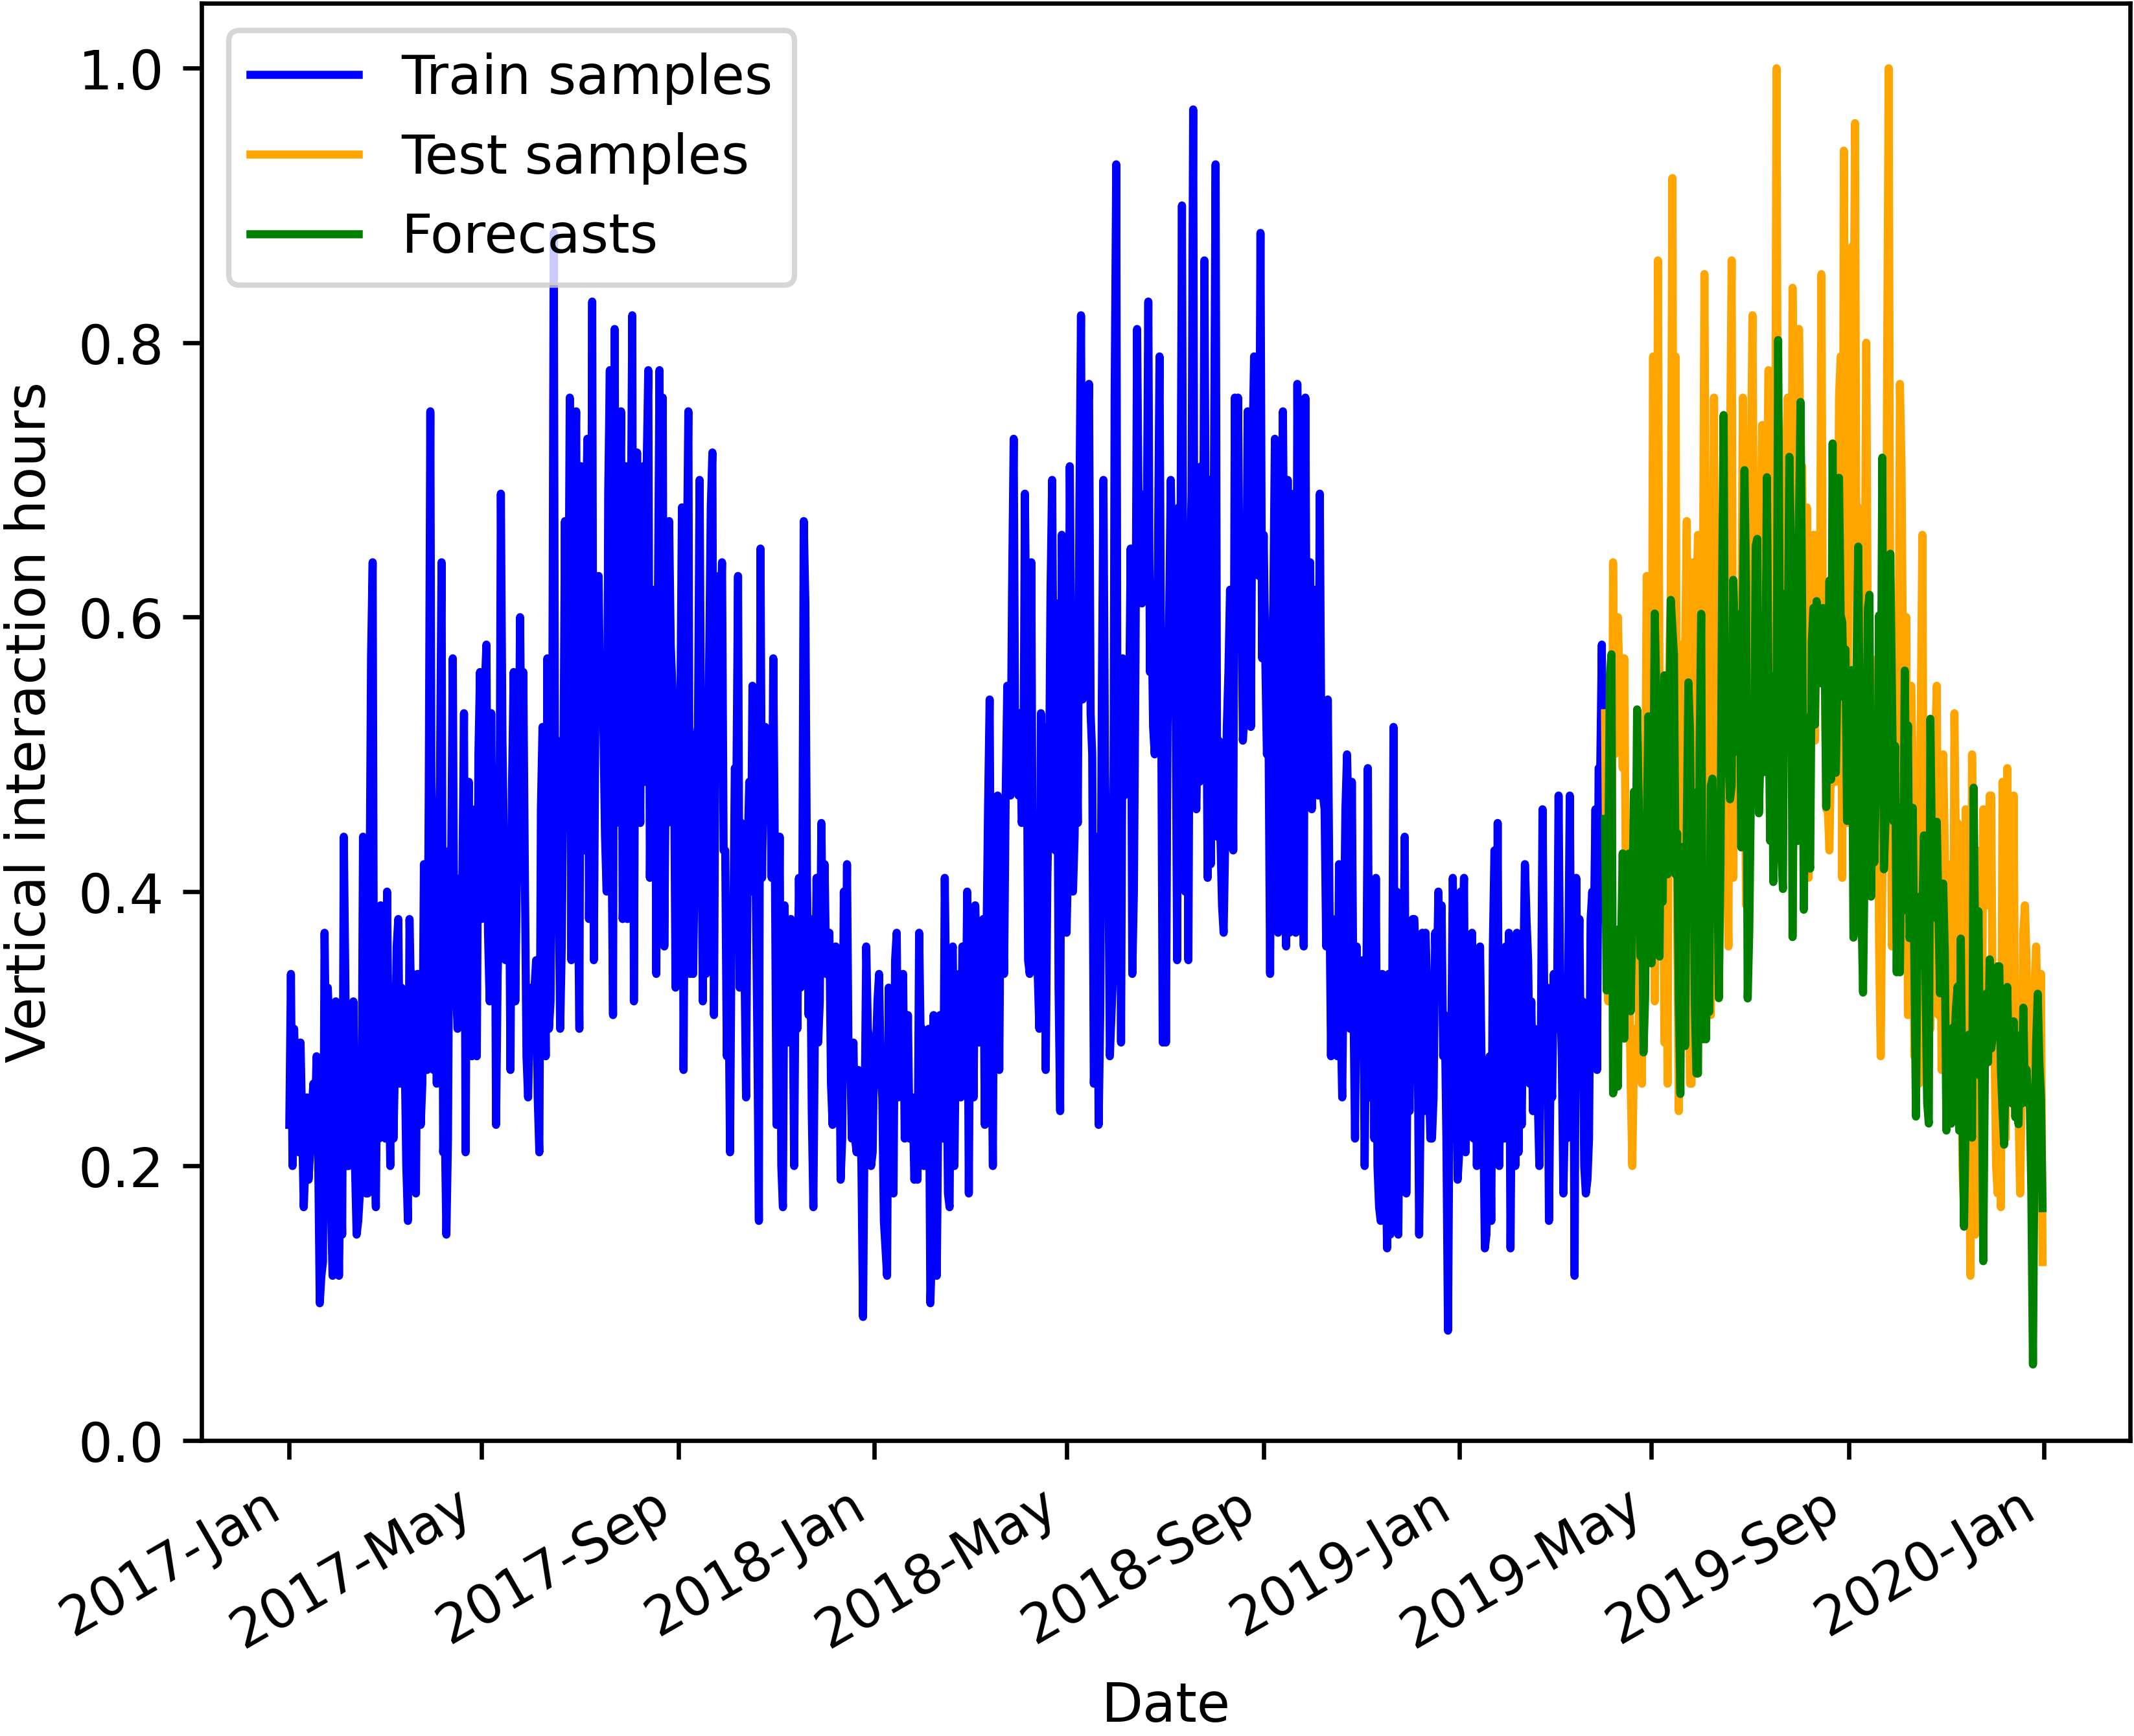 Train samples
Test samples
Forecasts
Vertical interaction hours
1.0
0.8
0.6
0.4
0.2
0.0
2017-Jan
2017-May
2017-Sep
2018-Jan
2018-May
2018-Sep
2019-Jan
2019-May
2019-Sep
2020-Jan
Date